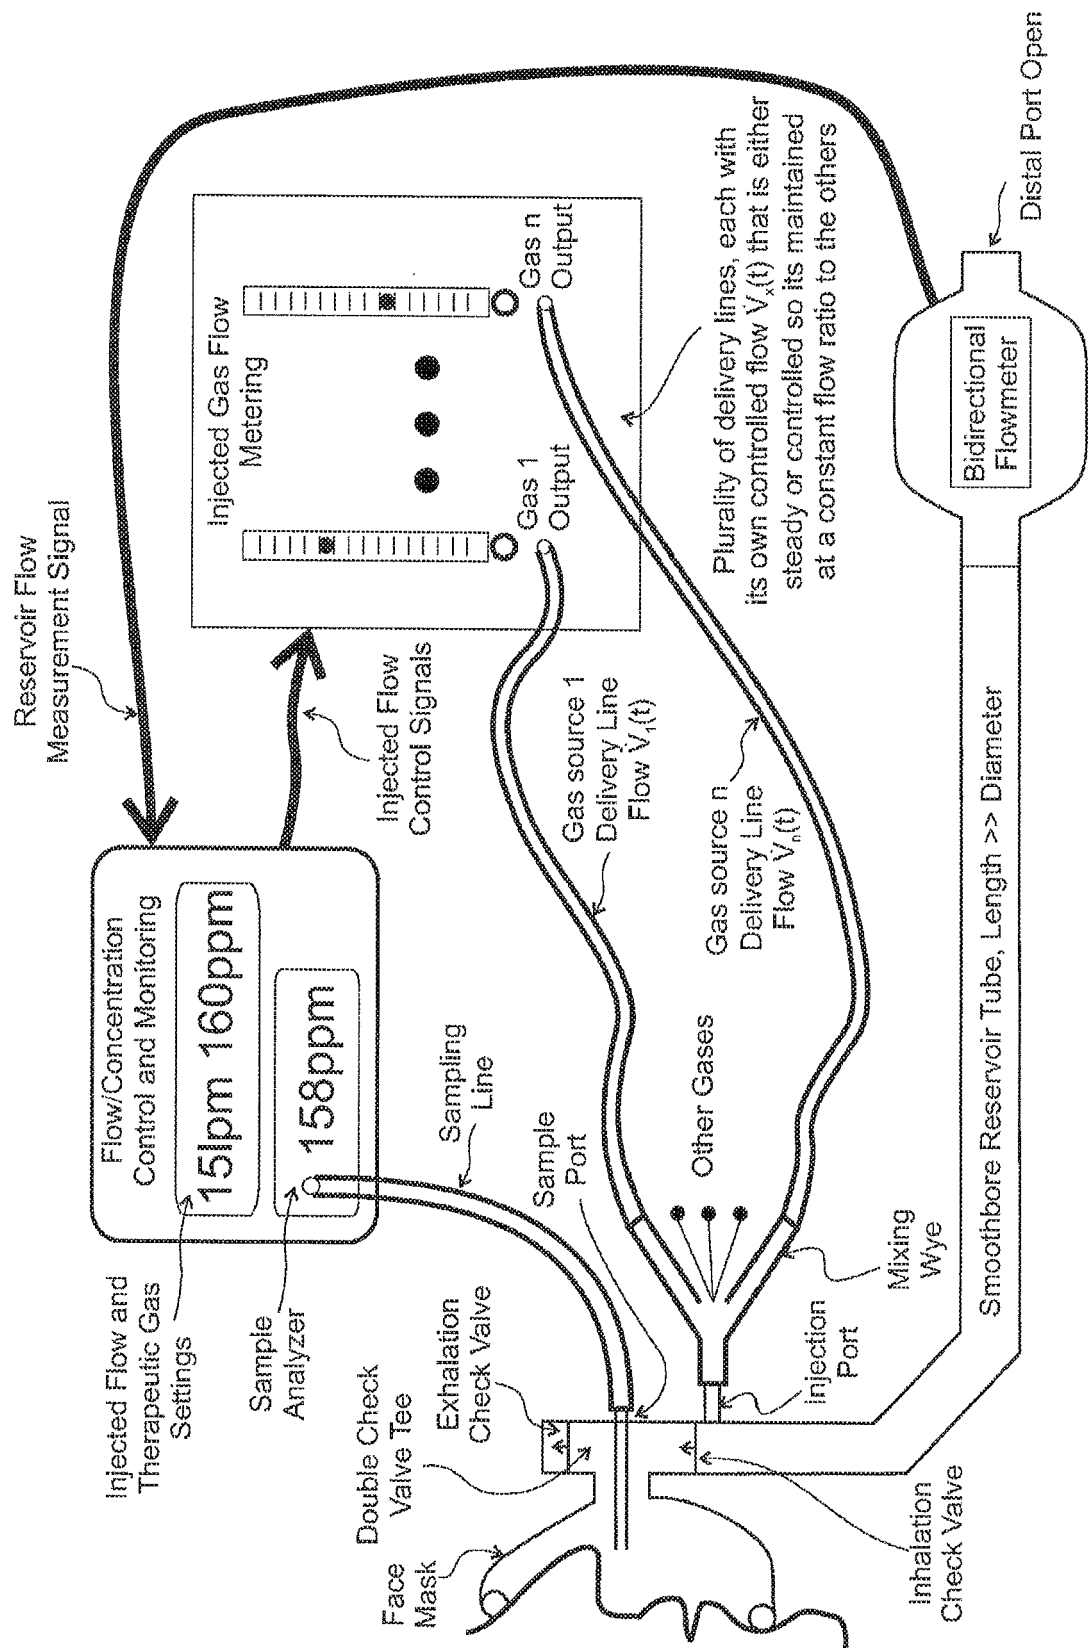 Reservoir Flow
Measurement Signal
Flow/Concentration
Control and Monitoring
15lpm 160ppm
158ppm
Injected Flow and
Therapeutic Gas
Settings
Sample
Analyzer
Injected Flow
Control Signals
Injected Gas Flow
Metering
Gas 1
Output
Gas n
Output
Sampling
Line
Gas source 1
Delivery Line
Flow V̇₁(t)
Plurality of delivery lines, each with
its own controlled flow V̇ₓ(t) that is either
steady or controlled so its maintained
at a constant flow ratio to the others
Double Check
Valve Tee
Exhalation
Check Valve
Sample
Port
Face
Mask
Other Gases
Gas source n
Delivery Line
Flow V̇ₙ(t)
Injection
Port
Mixing
Wye
Inhalation
Check Valve
Smoothbore Reservoir Tube, Length >> Diameter
Bidirectional
Flowmeter
Distal Port Open